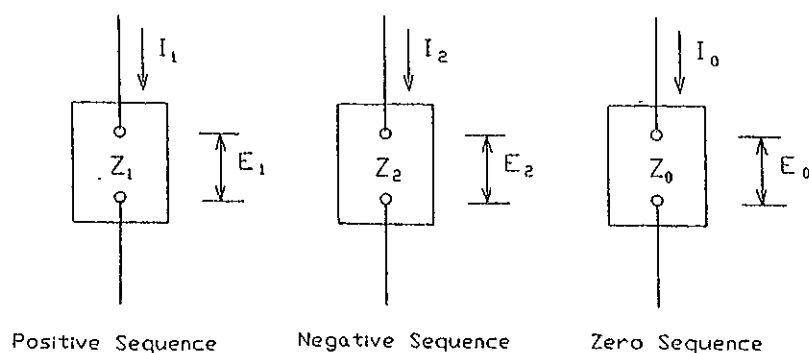 I₁ I₂ I₀
Z₁ E₁ Z₂ E₂ Z₀ E₀
Positive Sequence Negative Sequence Zero Sequence